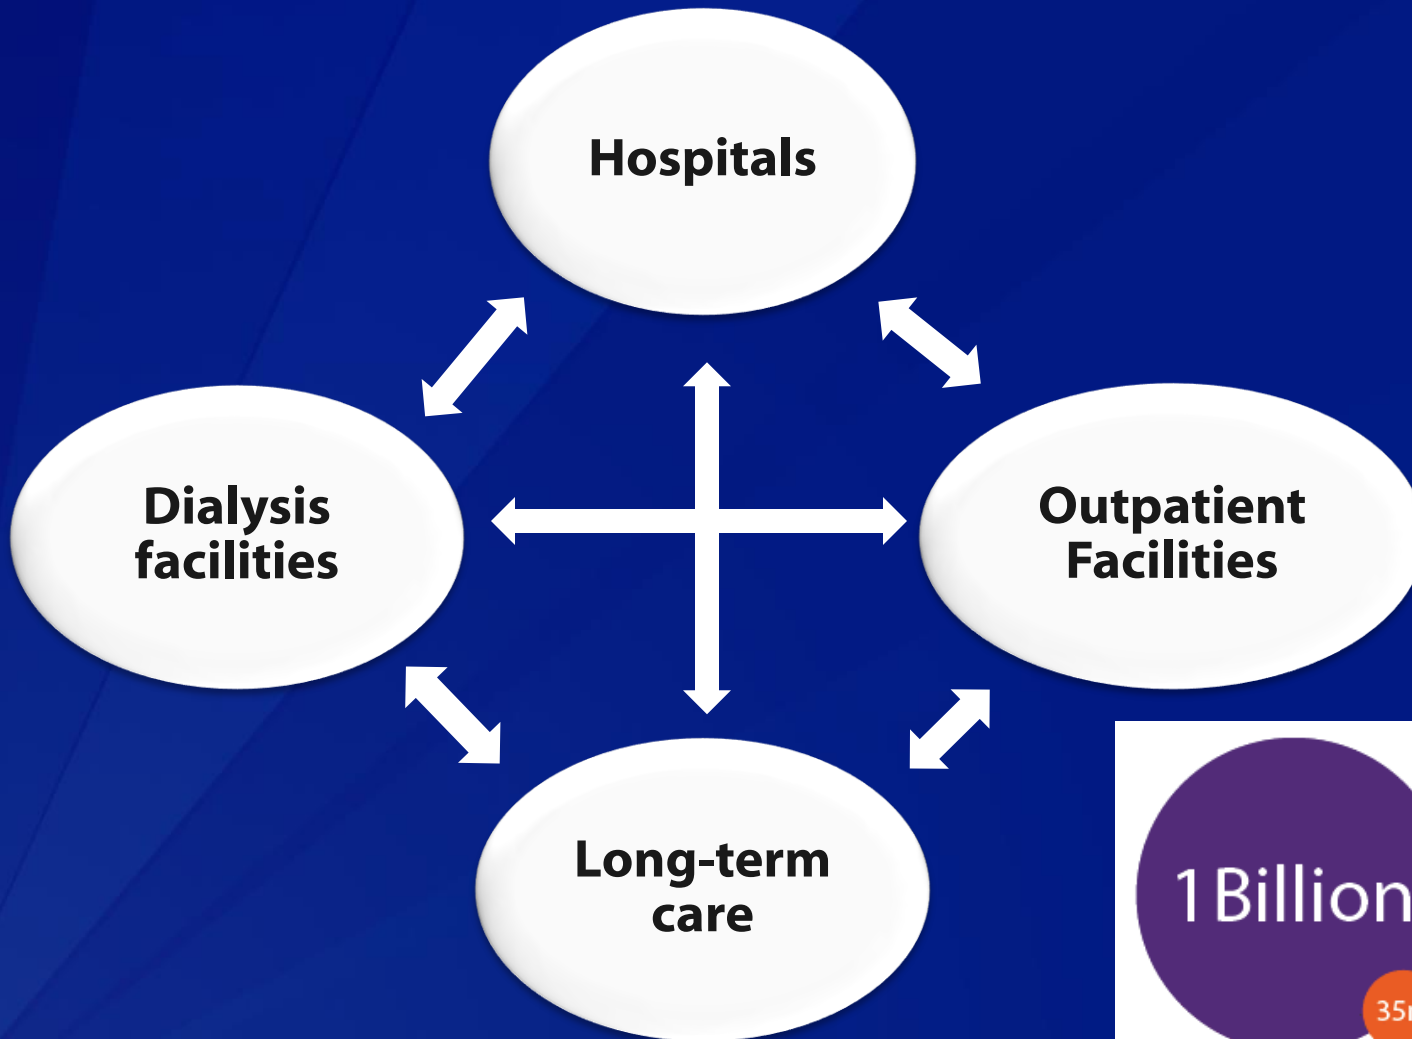 Hospitals
Dialysis
facilities
Outpatient
Facilities
Long-term
care
1 Billion